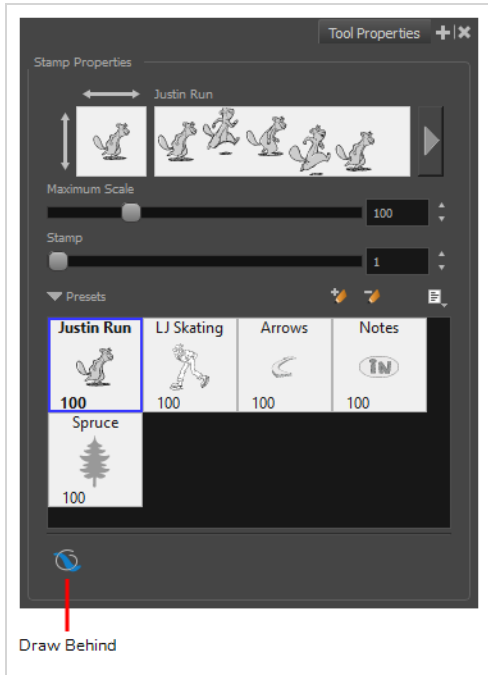 Tool Properties
Stamp Properties
Justin Run
Maximum Scale
100
Stamp
1
Presets
Justin Run LJ Skating Arrows Notes
IN
100 100 100 100
Spruce
100
Draw Behind